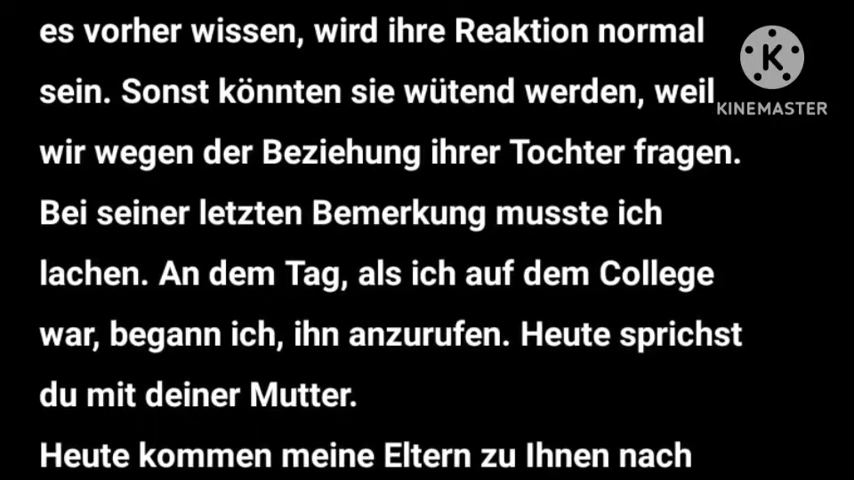 es vorher wissen, wird ihre Reaktion normal
sein. Sonst könnten sie wütend werden, weil
wir wegen der Beziehung ihrer Tochter fragen.
Bei seiner letzten Bemerkung musste ich
lachen. An dem Tag, als ich auf dem College
war, begann ich, ihn anzurufen. Heute sprichst
du mit deiner Mutter.
Heute kommen meine Eltern zu Ihnen nach
K
KINEMASTER